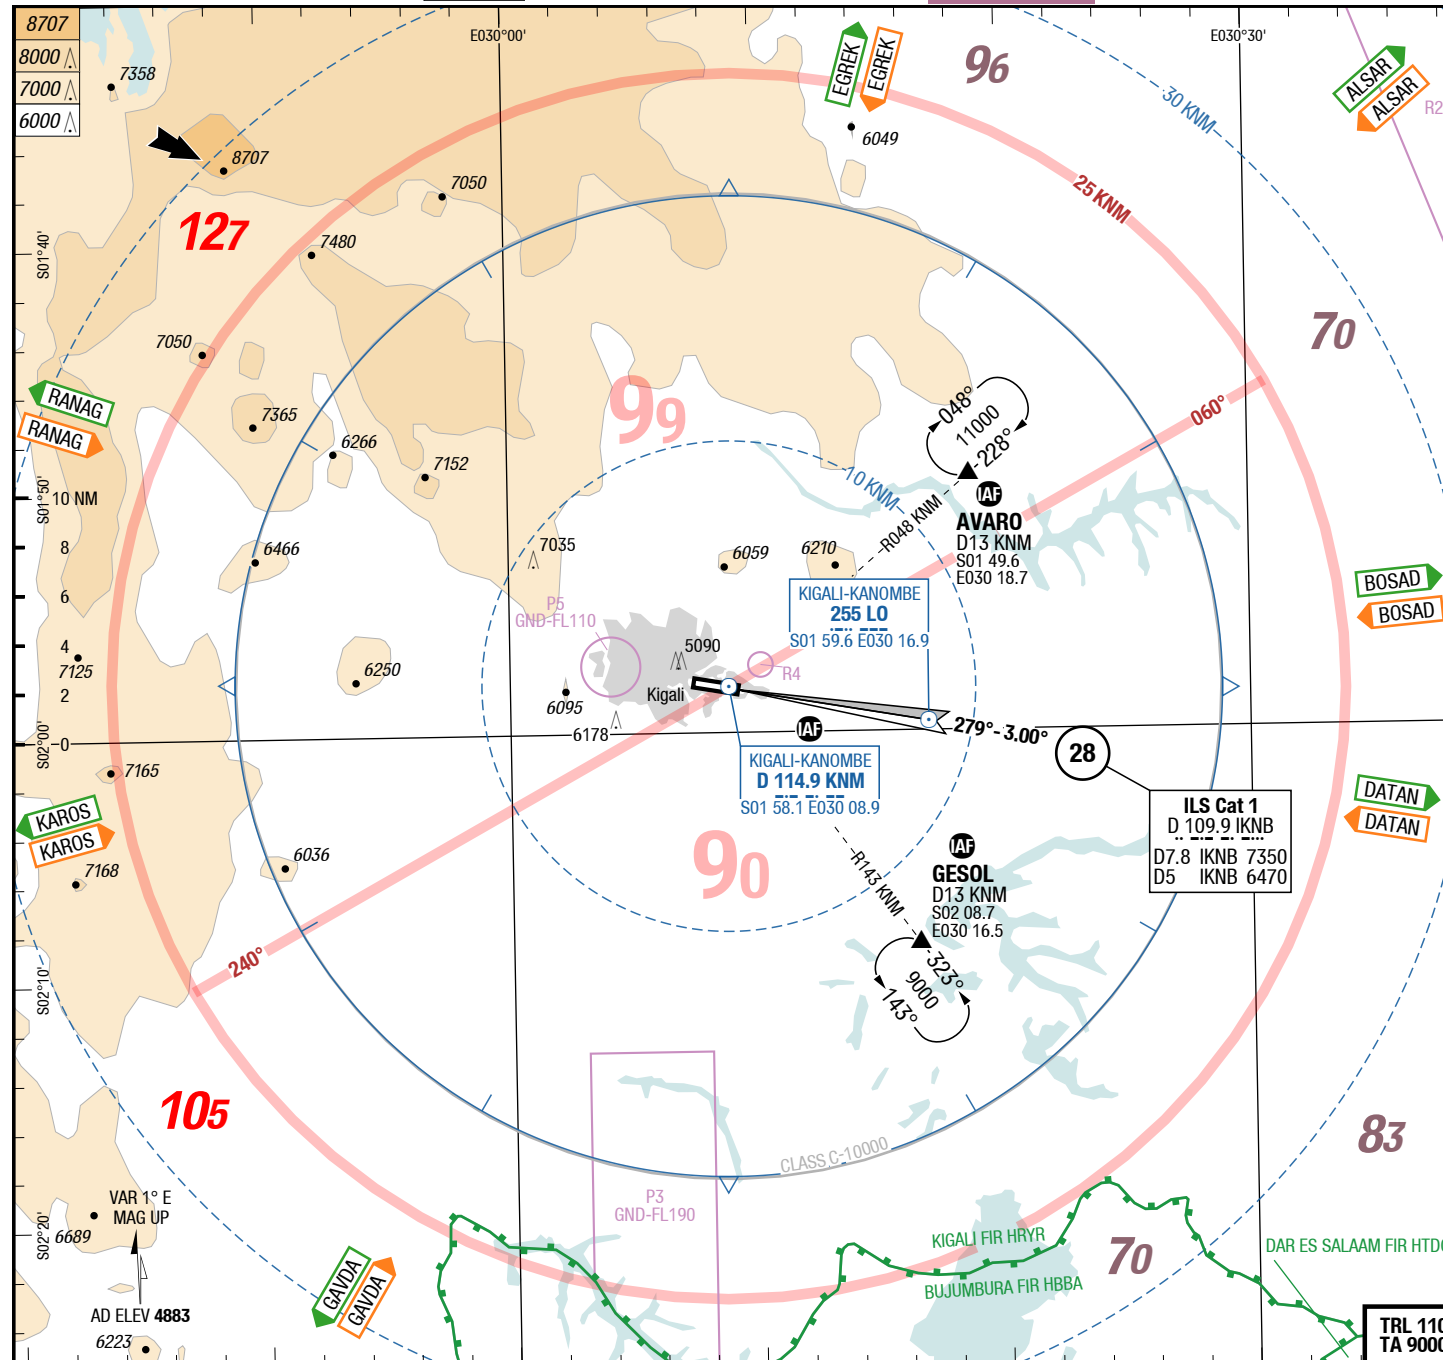 8707
8000
7000
6000
E030°00'
E030°30'
7358
EGREK
EGREK
96
30 KNM
ALSAR
ALSAR
R2
6049
8707
7050
25 KNM
127
7480
S01°40'
7050
70
RANAG
RANAG
7365
99
060°
048°
11000
228°
6266
7152
10 KNM
S01°50'
10 NM
8
6
4
2
0
IAF
AVARO
D13 KNM
S01 49.6
E030 18.7
R048 KNM
7035
6059
6210
6466
P5
GND-FL110
KIGALI-KANOMBE
255 LO
S01 59.6 E030 16.9
BOSAD
BOSAD
5090
R4
Kigali
7125
6250
6095
6178
S02°00'
IAF
279°-3.00°
28
KIGALI-KANOMBE
D 114.9 KNM
S01 58.1 E030 08.9
7165
ILS Cat 1
D 109.9 IKNB
D7.8 IKNB 7350
D5 IKNB 6470
DATAN
DATAN
KAROS
KAROS
7168
6036
90
R143 KNM
IAF
GESOL
D13 KNM
S02 08.7
E030 16.5
240°
323°
9000
143°
S02°10'
105
83
CLASS C-10000
VAR 1° E
MAG UP
6689
S02°20'
P3
GND-FL190
KIGALI FIR HRYR
BUJUMBURA FIR HBBA
70
DAR ES SALAAM FIR HTD
GAVDA
GAVDA
AD ELEV 4883
6223
TRL 110
TA 9000